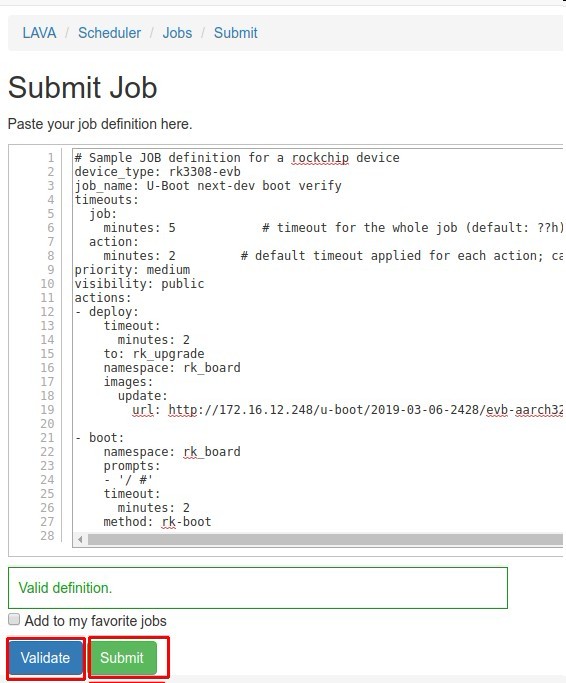 LAVA / Scheduler / Jobs / Submit
Submit Job
Paste your job definition here.
1 # Sample JOB definition for a rockchip device
2 device_type: rk3308-evb
3 job_name: U-Boot next-dev boot verify
4 timeouts:
5   job:
6     minutes: 5            # timeout for the whole job (default: ??h)
7   action:
8     minutes: 2         # default timeout applied for each action; ca
9 priority: medium
10 visibility: public
11 actions:
12 - deploy:
13     timeout:
14       minutes: 2
15     to: rk_upgrade
16     namespace: rk_board
17     images:
18       update:
19         url: http://172.16.12.248/u-boot/2019-03-06-2428/evb-aarch32
20
21 - boot:
22     namespace: rk_board
23     prompts:
24     - '/ #'
25     timeout:
26       minutes: 2
27     method: rk-boot
28
Valid definition.
Add to my favorite jobs
Validate Submit